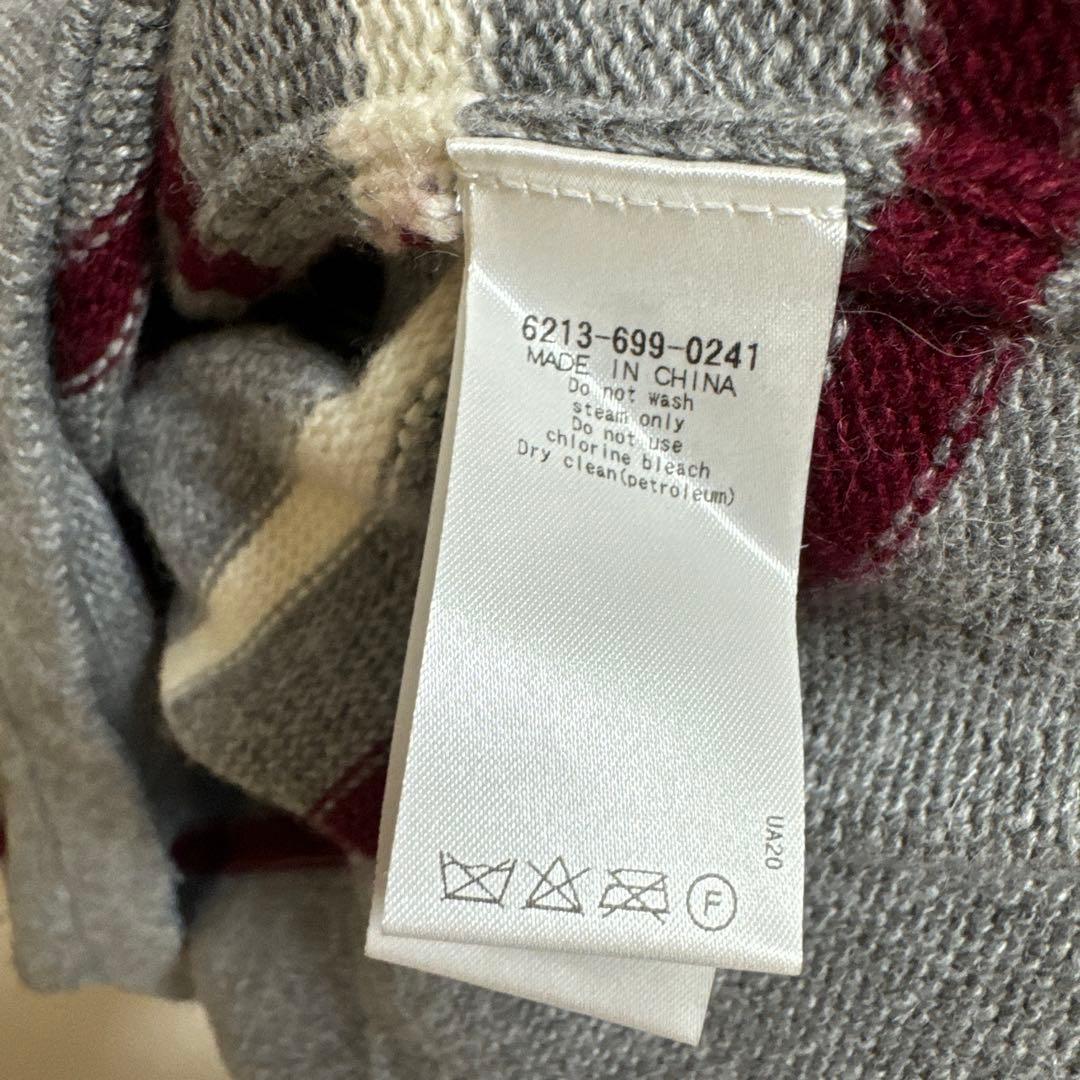 6213-699-0241
MADE IN CHINA
Do not wash
steam only
Do not use
chlorine bleach
Dry clean(petroleum)
UA20
F